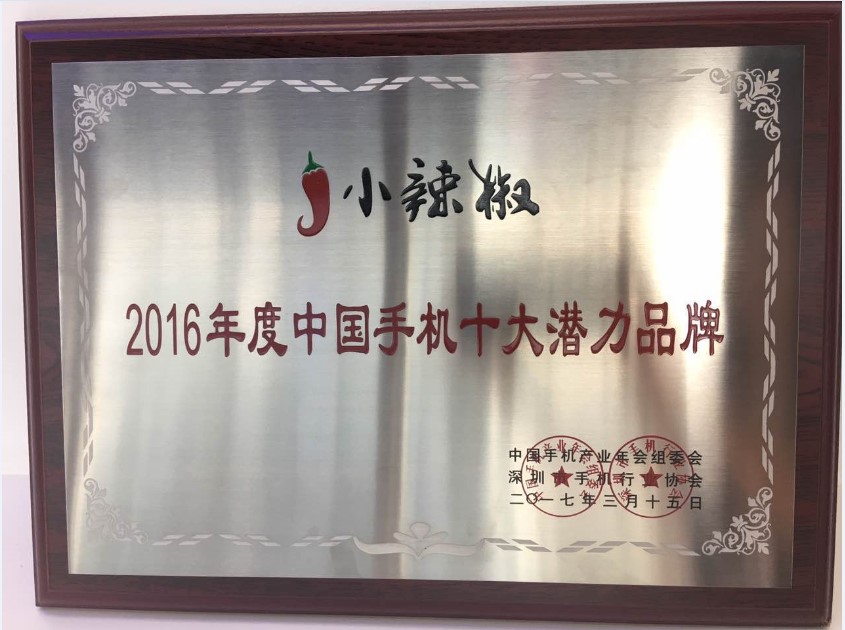 小辣椒
2016年度中国手机十大潜力品牌
中国手机产业年会组委会
深圳市手机行业协会
二〇一七年三月十五日